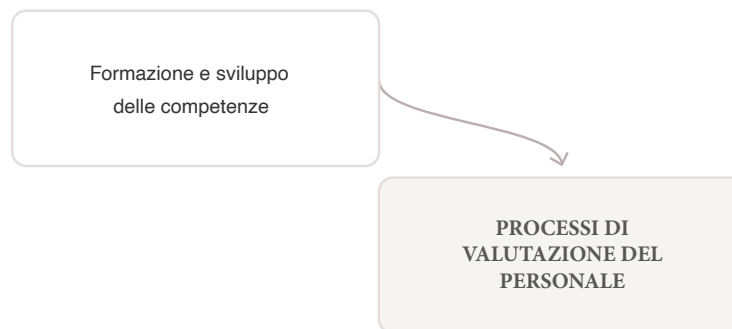 Formazione e sviluppo
delle competenze
PROCESSI DI
VALUTAZIONE DEL
PERSONALE